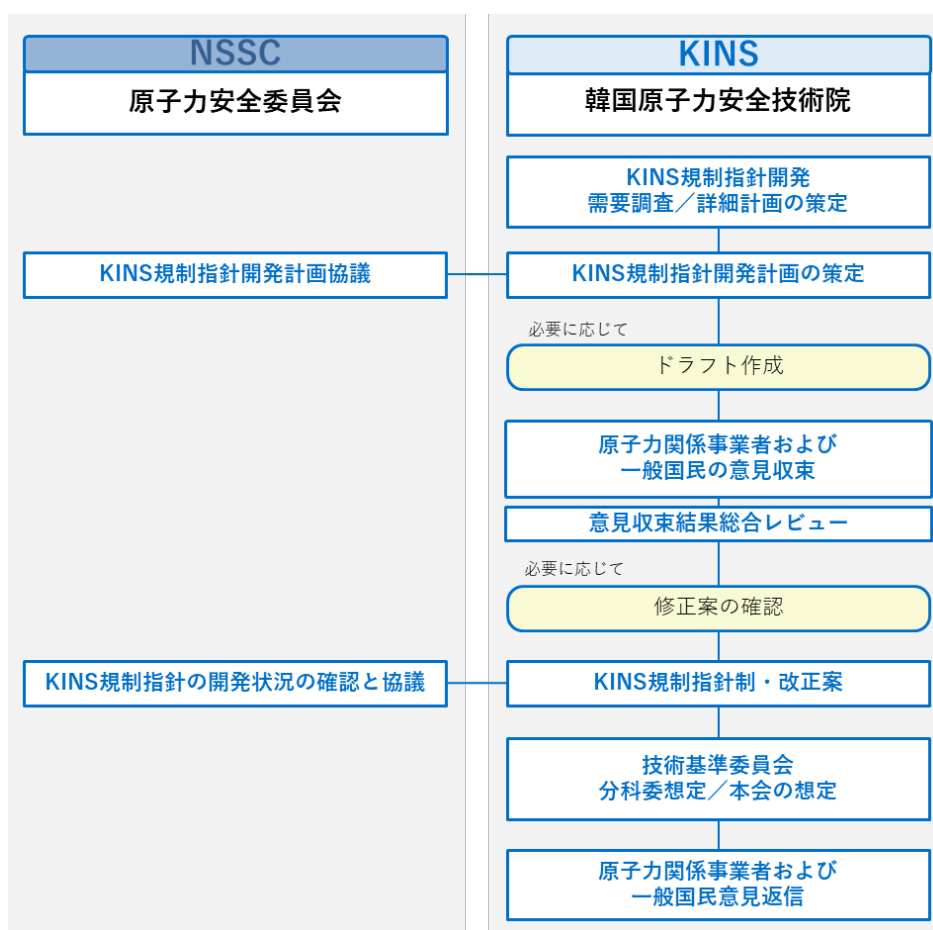 NSSC
原子力安全委員会
KINS
韓国原子力安全技術院
KINS規制指針開発
需要調査／詳細計画の策定
KINS規制指針開発計画協議
KINS規制指針開発計画の策定
必要に応じて
ドラフト作成
原子力関係事業者および
一般国民の意見収束
意見収束結果総合レビュー
必要に応じて
修正案の確認
KINS規制指針の開発状況の確認と協議
KINS規制指針制・改正案
技術基準委員会
分科委想定／本会の想定
原子力関係事業者および
一般国民意見返信